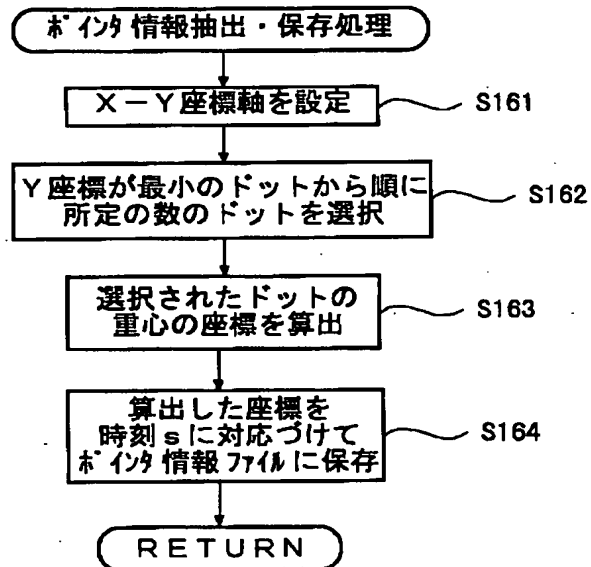 ﾎﾟｲﾝﾀ情報抽出・保存処理
X－Y座標軸を設定
S161
Y座標が最小のドットから順に
所定の数のドットを選択
S162
選択されたドットの
重心の座標を算出
S163
算出した座標を
時刻sに対応づけて
ﾎﾟｲﾝﾀ情報ﾌｧｲﾙに保存
S164
RETURN